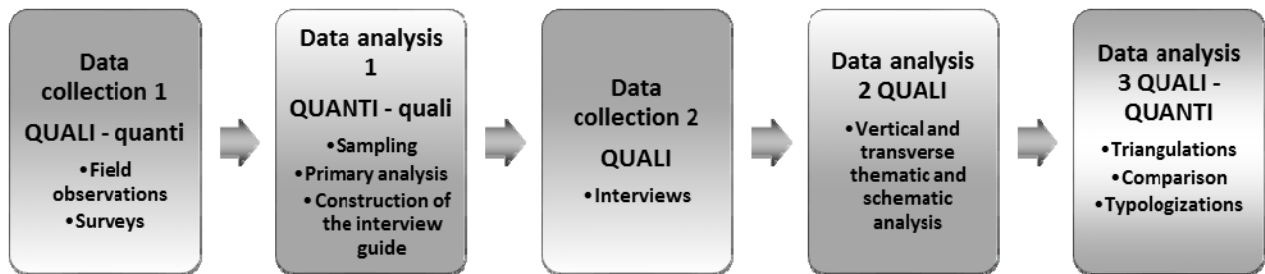 Data
collection 1
QUALI - quanti
•Field
observations
•Surveys
Data analysis
1
QUANTI - quali
•Sampling
•Primary analysis
•Construction of
the interview
guide
Data
collection 2
QUALI
•Interviews
Data analysis
2 QUALI
•Vertical and
transverse
thematic and
schematic
analysis
Data analysis
3 QUALI -
QUANTI
•Triangulations
•Comparison
•Typologizations